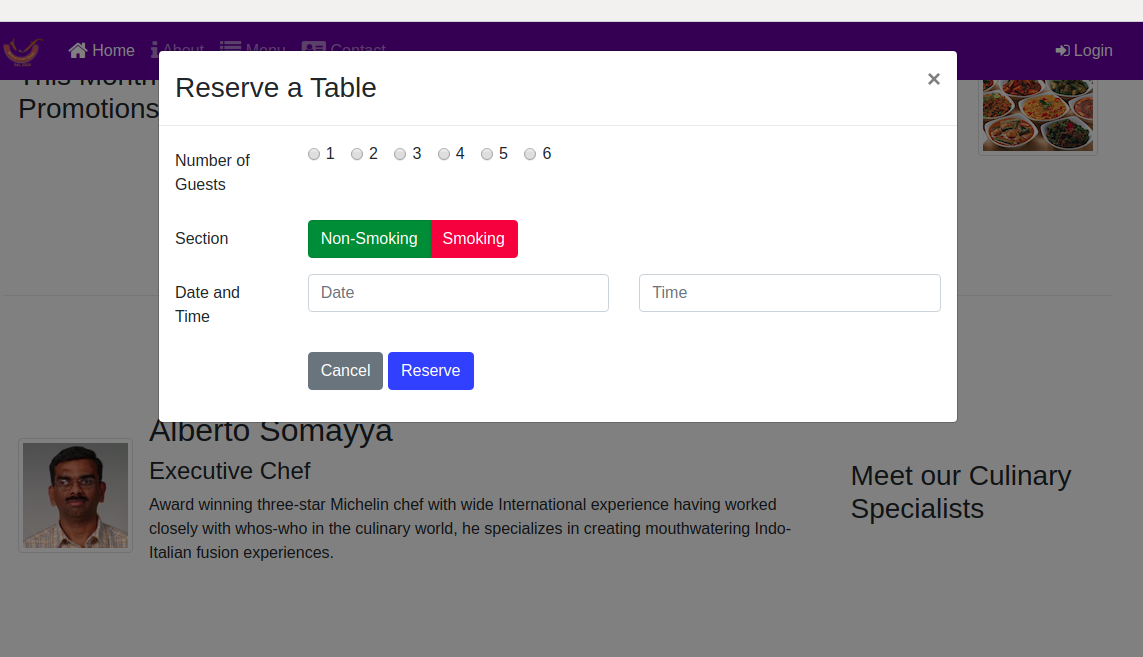 Home About Menu Contact Login
This Month
Promotions
Reserve a Table ×
Number of Guests 1 2 3 4 5 6
Section Non-Smoking Smoking
Date and Time Date Time
Cancel Reserve
Alberto Somayya
Executive Chef
Award winning three-star Michelin chef with wide International experience having worked
closely with whos-who in the culinary world, he specializes in creating mouthwatering Indo-
Italian fusion experiences.
Meet our Culinary
Specialists